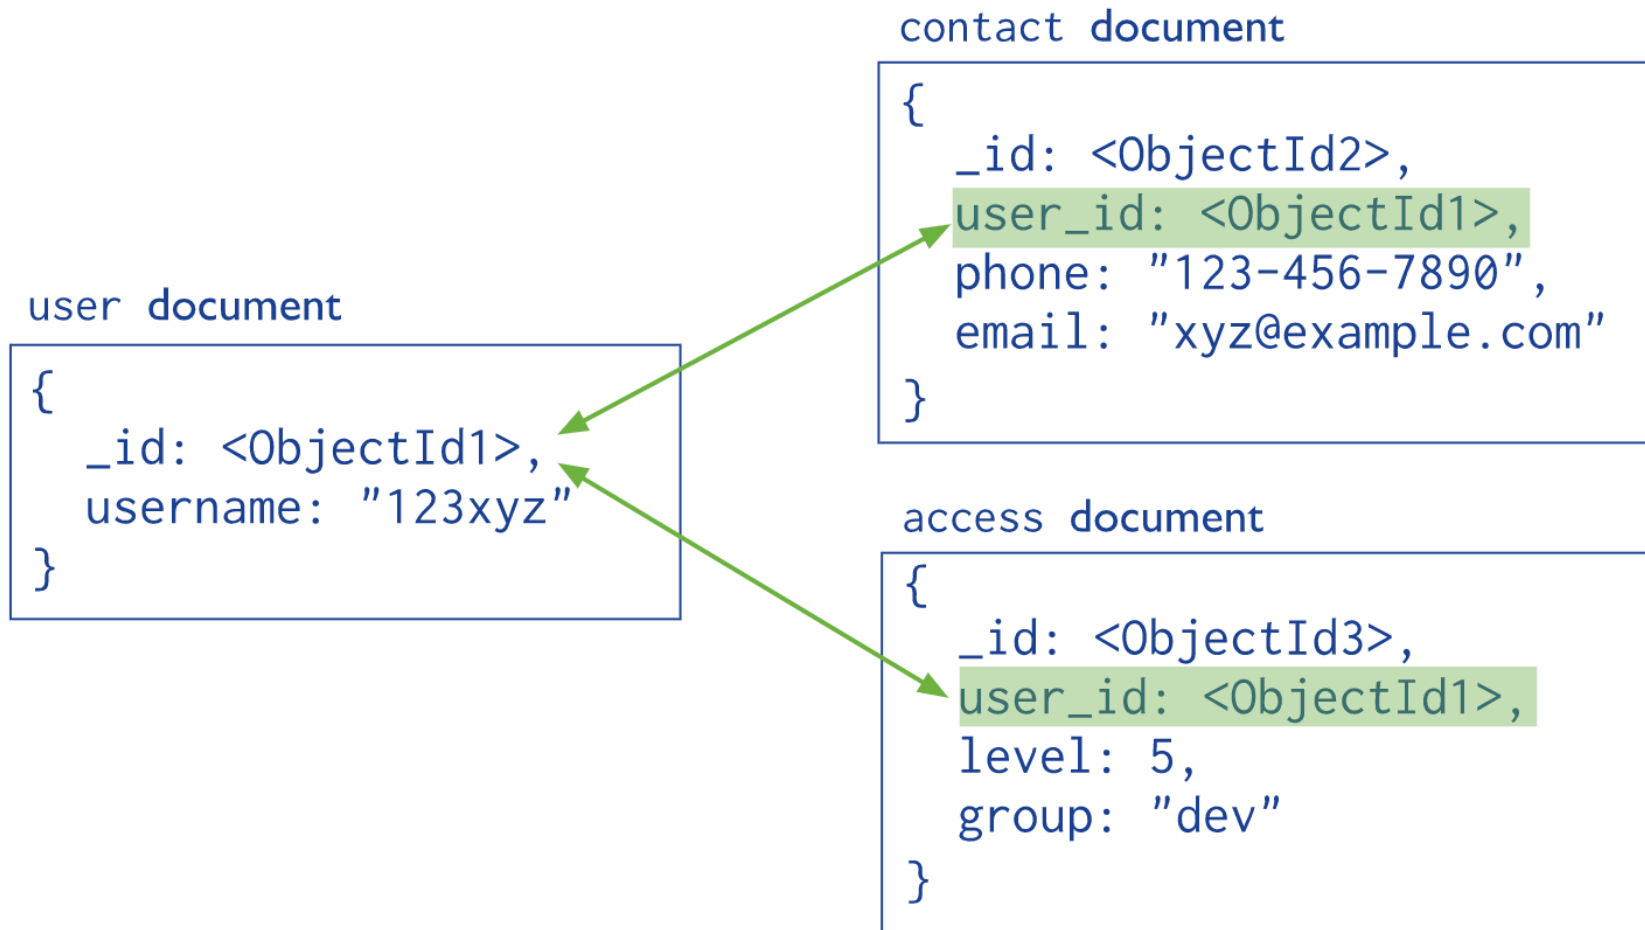 contact document
{
_id: <ObjectId2>,
user_id: <ObjectId1>,
phone: "123-456-7890",
email: "xyz@example.com"
}
user document
{
_id: <ObjectId1>,
username: "123xyz"
}
access document
{
_id: <ObjectId3>,
user_id: <ObjectId1>,
level: 5,
group: "dev"
}